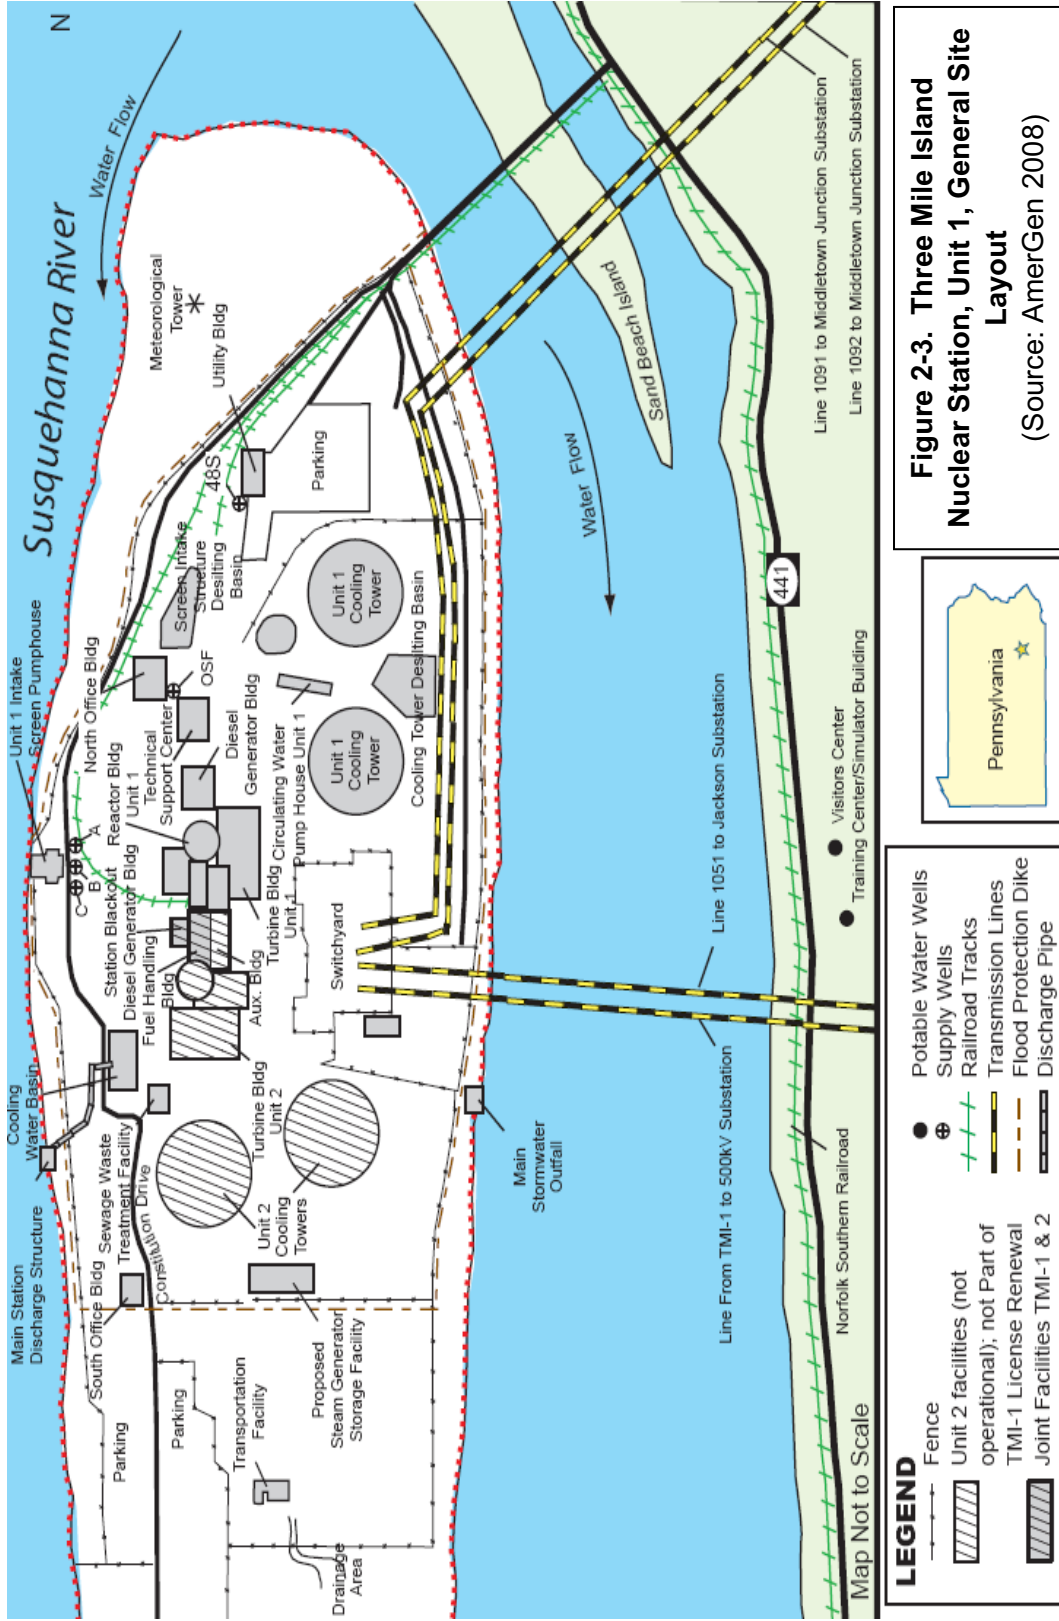 N
Susquehanna River
Water Flow
Meteorological
Tower
Utility Bldg
48S
Parking
Screen Intake
Structure
Desilting
Basin
Unit 1 Intake
Screen Pumphouse
North Office Bldg
OSF
Reactor Bldg
Unit 1
Technical
Support Center
Diesel
Generator Bldg
Circulating Water
Pump House Unit 1
Unit 1
Cooling
Tower
Unit 1
Cooling
Tower
Cooling Tower Desilting Basin
A
B
C
Station Blackout
Diesel Generator Bldg
Fuel Handling
Bldg
Aux. Bldg
Turbine Bldg
Unit 1
Switchyard
Cooling
Water Basin
Sewage Waste
Treatment Facility
Constitution Drive
Turbine Bldg
Unit 2
Unit 2
Cooling
Towers
Main Station
Discharge Structure
South Office Bldg
Parking
Parking
Transportation
Facility
Proposed
Steam Generator
Storage Facility
Drainage
Area
Main
Stormwater
Outfall
Water Flow
Sand Beach Island
Line 1091 to Middletown Junction Substation
Line 1092 to Middletown Junction Substation
Line 1051 to Jackson Substation
Line From TMI-1 to 500kV Substation
441
Visitors Center
Training Center/Simulator Building
Norfolk Southern Railroad
Map Not to Scale
LEGEND
Fence
Unit 2 facilities (not
operational); not Part of
TMI-1 License Renewal
Joint Facilities TMI-1 & 2
Potable Water Wells
Supply Wells
Railroad Tracks
Transmission Lines
Flood Protection Dike
Discharge Pipe
Pennsylvania
Figure 2-3. Three Mile Island
Nuclear Station, Unit 1, General Site
Layout
(Source: AmerGen 2008)